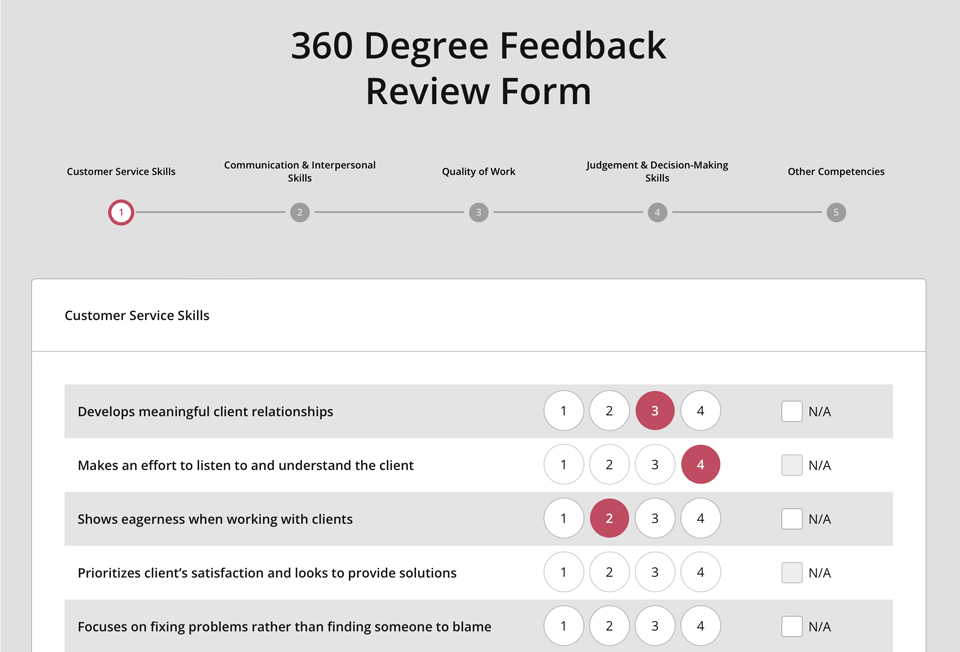 360 Degree Feedback
Review Form
Customer Service Skills
Communication & Interpersonal
Skills
Quality of Work
Judgement & Decision-Making
Skills
Other Competencies
1 2 3 4 5
Customer Service Skills
Develops meaningful client relationships 1 2 3 4 N/A
Makes an effort to listen to and understand the client 1 2 3 4 N/A
Shows eagerness when working with clients 1 2 3 4 N/A
Prioritizes client’s satisfaction and looks to provide solutions 1 2 3 4 N/A
Focuses on fixing problems rather than finding someone to blame 1 2 3 4 N/A